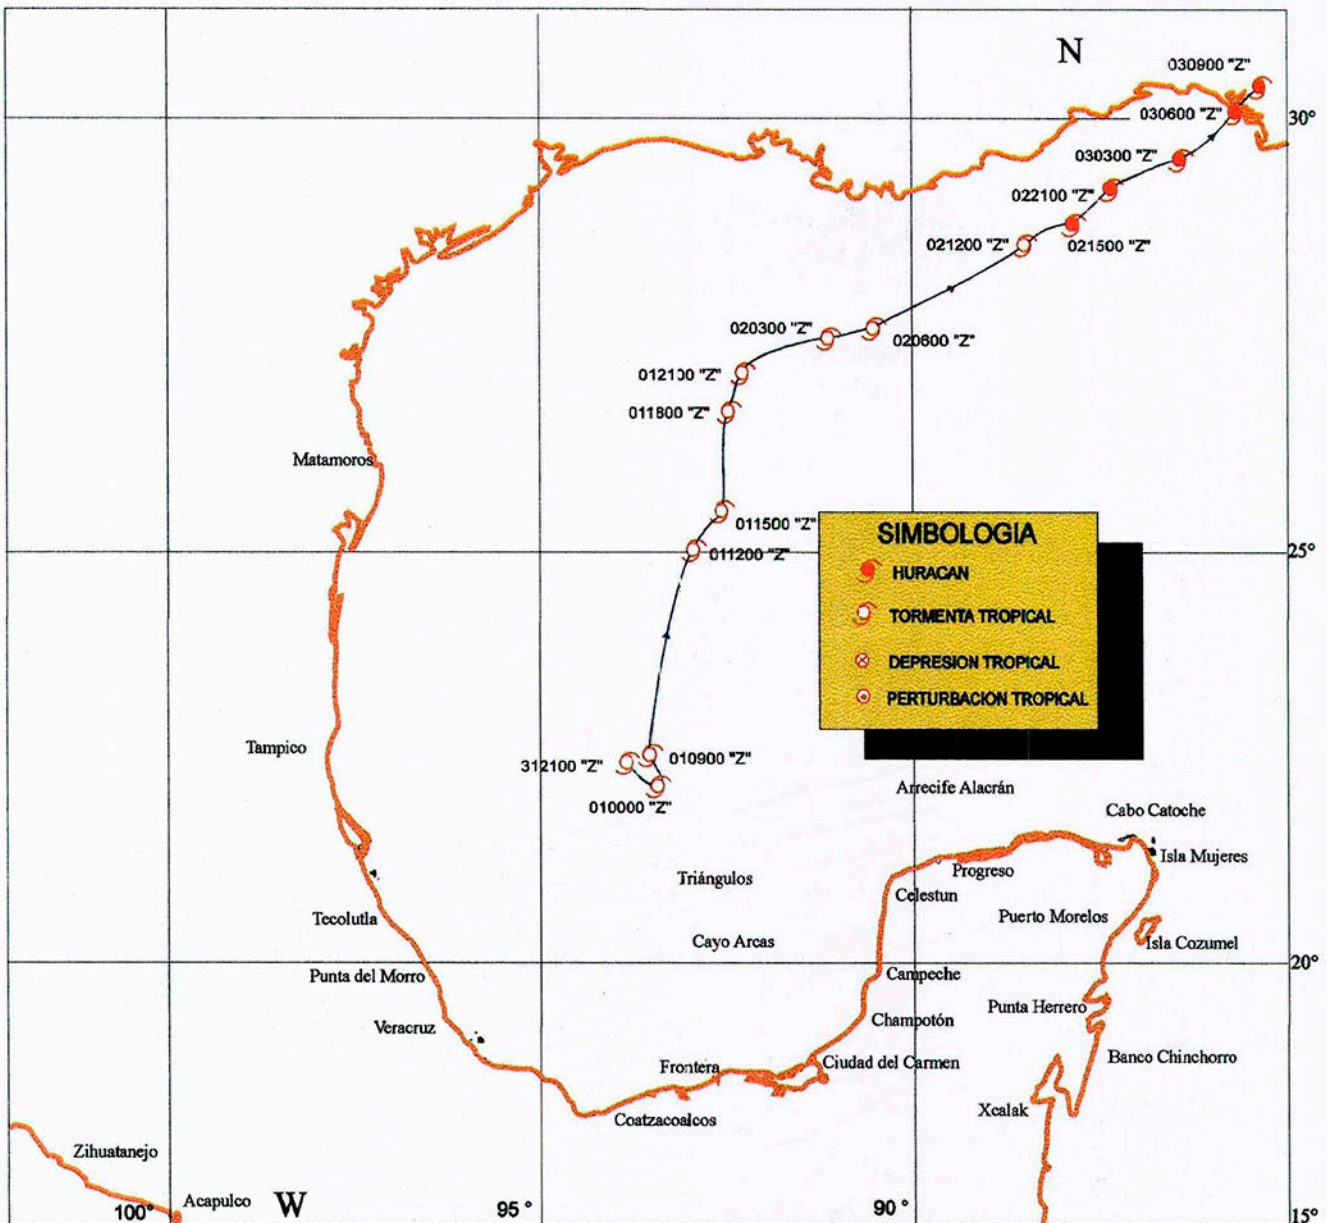 N
030900 "Z"
030600 "Z"
30°
030300 "Z"
022100 "Z"
021200 "Z"
021500 "Z"
020300 "Z"
020600 "Z"
012100 "Z"
011800 "Z"
Matamoros
011500 "Z"
011200 "Z"
25°
SIMBOLOGIA
HURACAN
TORMENTA TROPICAL
DEPRESION TROPICAL
PERTURBACION TROPICAL
Tampico
312100 "Z"
010900 "Z"
010000 "Z"
Arrecife Alacrán
Cabo Catoche
Isla Mujeres
Progreso
Triángulos
Celestun
Tecolutla
Puerto Morelos
Cayo Arcas
Isla Cozumel
20°
Punta del Morro
Campeche
Punta Herrero
Veracruz
Champotón
Banco Chinchorro
Frontera
Ciudad del Carmen
Coatzacoalcos
Xcalak
Zihuatanejo
Acapulco
100°
W
95 °
90 °
15°